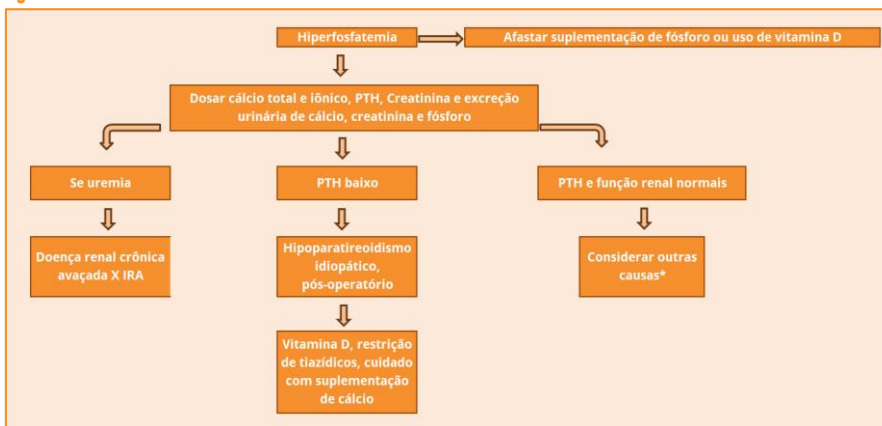 Hiperfosfatemia
Afastar suplementação de fósforo ou uso de vitamina D
Dosar cálcio total e iônico, PTH, Creatinina e excreção
urinária de cálcio, creatinina e fósforo
Se uremia
PTH baixo
PTH e função renal normais
Doença renal crônica
avaçada X IRA
Hipoparatireoidismo
idiopático,
pós-operatório
Considerar outras
causas*
Vitamina D, restrição
de tiazídicos, cuidado
com suplementação
de cálcio